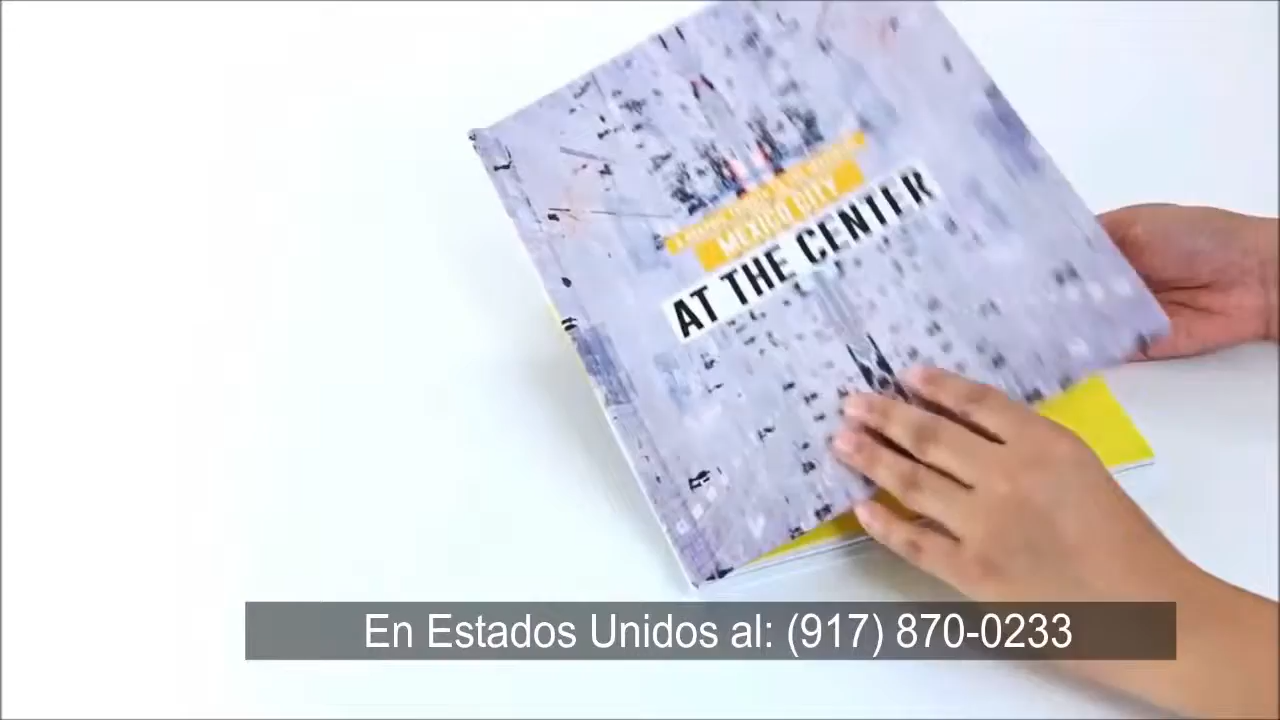 MEXICO CITY
AT THE CENTER
En Estados Unidos al: (917) 870-0233